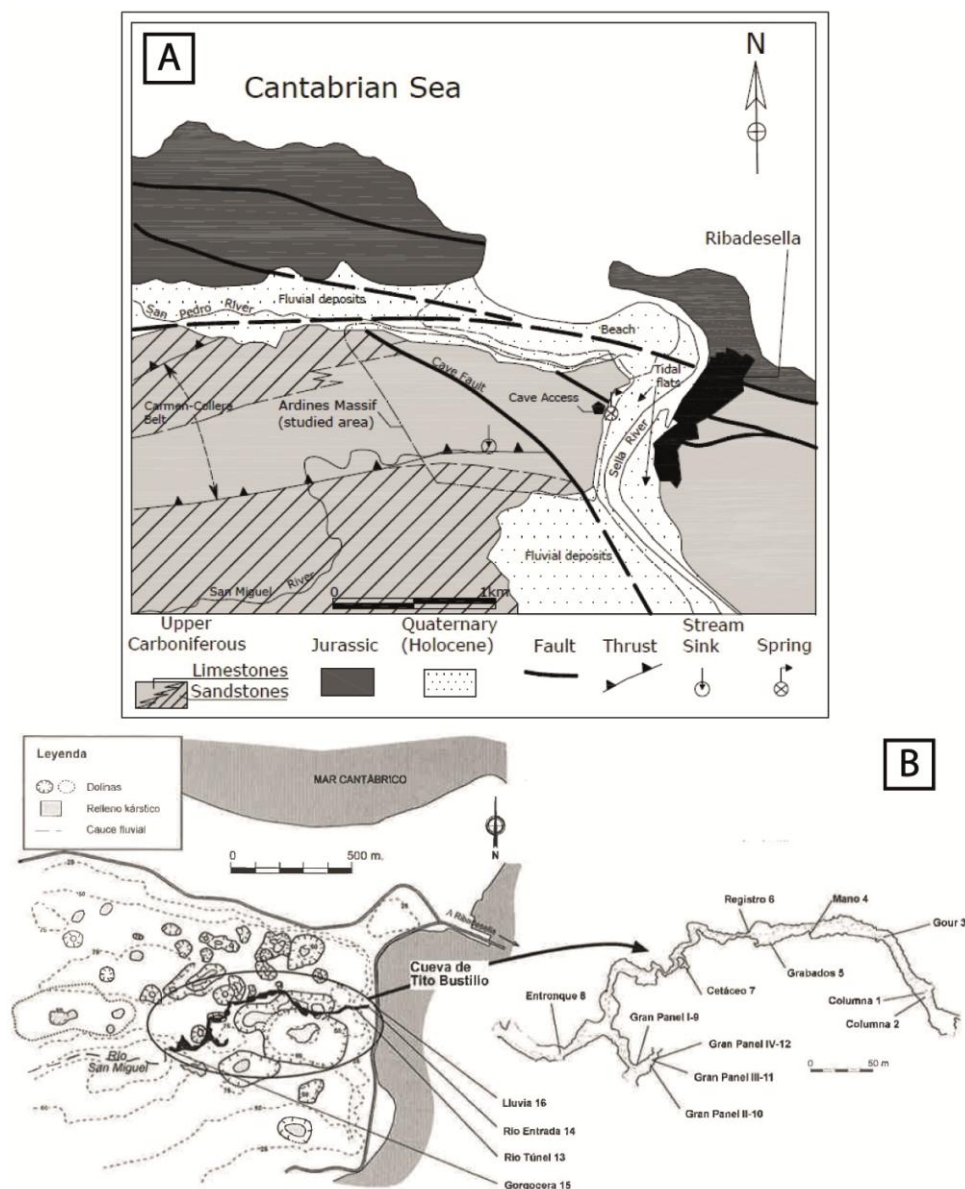 A
N
Cantabrian Sea
Ribadesella
San Pedro River
Fluvial deposits
Beach
Tidal
flats
Cave Fault
Cave Access
Carmen-Collera
Belt
Ardines Massif
(studied area)
Sella River
Fluvial deposits
San Miguel River
0 1km
Upper
Carboniferous
Limestones
Sandstones
Jurassic
Quaternary
(Holocene)
Fault
Thrust
Stream
Sink
Spring
B
Leyenda
Dolinas
Relleno kárstico
Cauce fluvial
MAR CANTÁBRICO
N
0 500 m.
A Ribadesella
Cueva de
Tito Bustillo
Río
San Miguel
Lluvia 16
Río Entrada 14
Río Túnel 13
Gorgocera 15
Registro 6
Mano 4
Gour 3
Grabados 5
Cetáceo 7
Entronque 8
Columna 1
Columna 2
Gran Panel I-9
Gran Panel IV-12
Gran Panel III-11
Gran Panel II-10
0 50 m